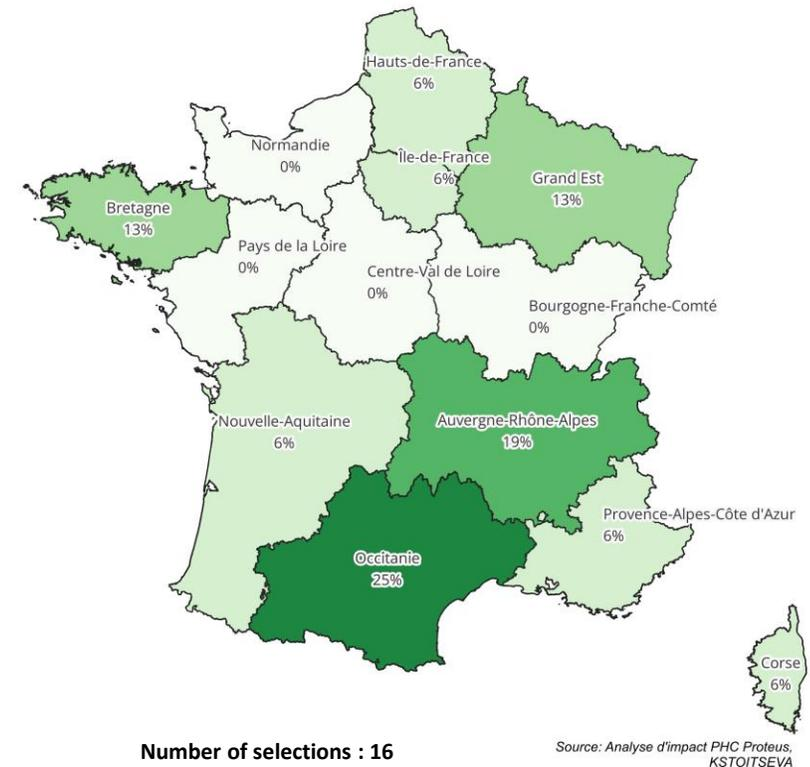 Hauts-de-France
6%
Normandie
0%
Île-de-France
6%
Grand Est
13%
Bretagne
13%
Pays de la Loire
0%
Centre-Val de Loire
0%
Bourgogne-Franche-Comté
0%
Nouvelle-Aquitaine
6%
Auvergne-Rhône-Alpes
19%
Provence-Alpes-Côte d'Azur
6%
Occitanie
25%
Corse
6%
Number of selections : 16
Source: Analyse d'impact PHC Proteus,
KSTOITSEVA